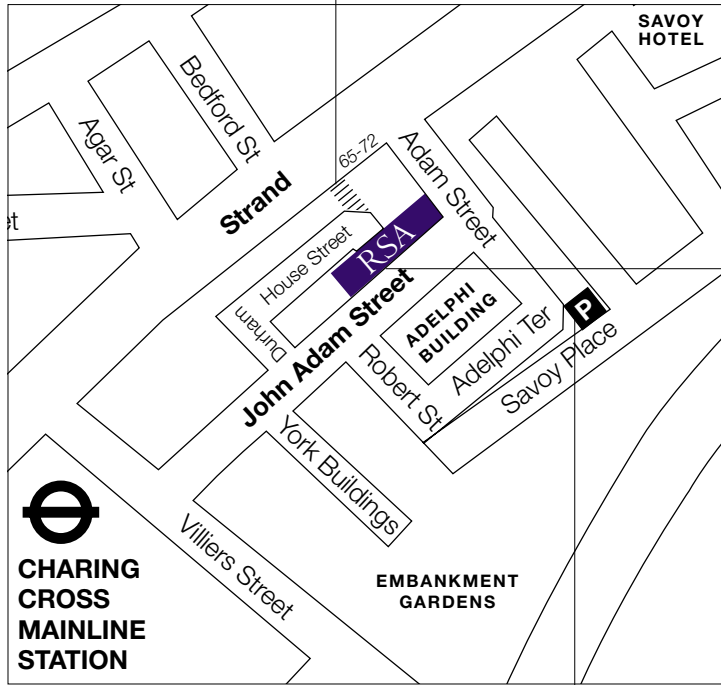 SAVOY
HOTEL
Bedford St
Agar St
Strand
65-72
Adam Street
et
House Street
RSA
Durham
John Adam Street
ADELPHI
BUILDING
P
Adelphi Ter
Savoy Place
Robert St
York Buildings
Villiers Street
CHARING
CROSS
MAINLINE
STATION
EMBANKMENT
GARDENS